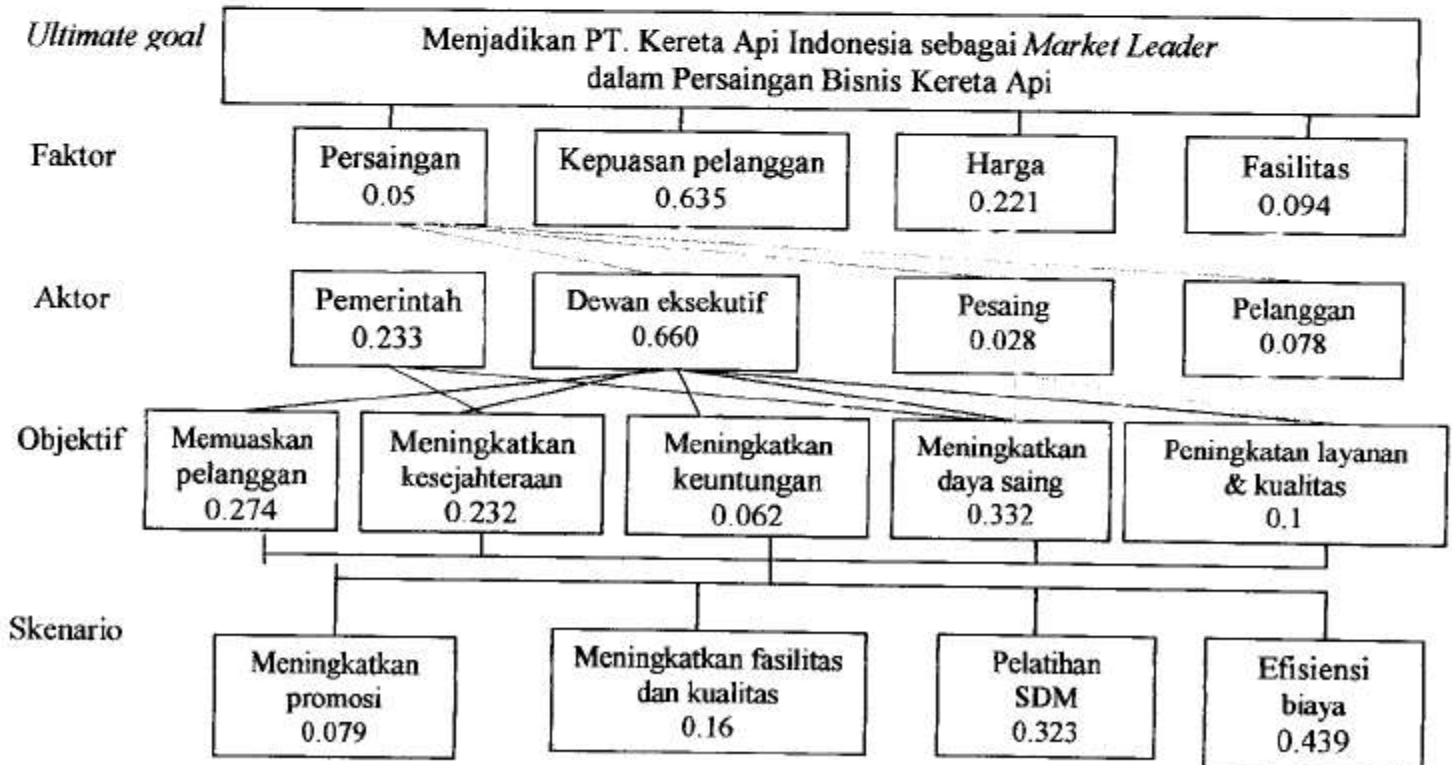 Ultimate goal
Menjadikan PT. Kereta Api Indonesia sebagai Market Leader
dalam Persaingan Bisnis Kereta Api
Faktor
Persaingan
0.05
Kepuasan pelanggan
0.635
Harga
0.221
Fasilitas
0.094
Aktor
Pemerintah
0.233
Dewan eksekutif
0.660
Pesaing
0.028
Pelanggan
0.078
Objektif
Memuaskan
pelanggan
0.274
Meningkatkan
kesejahteraan
0.232
Meningkatkan
keuntungan
0.062
Meningkatkan
daya saing
0.332
Peningkatan layanan
& kualitas
0.1
Skenario
Meningkatkan
promosi
0.079
Meningkatkan fasilitas
dan kualitas
0.16
Pelatihan
SDM
0.323
Efisiensi
biaya
0.439